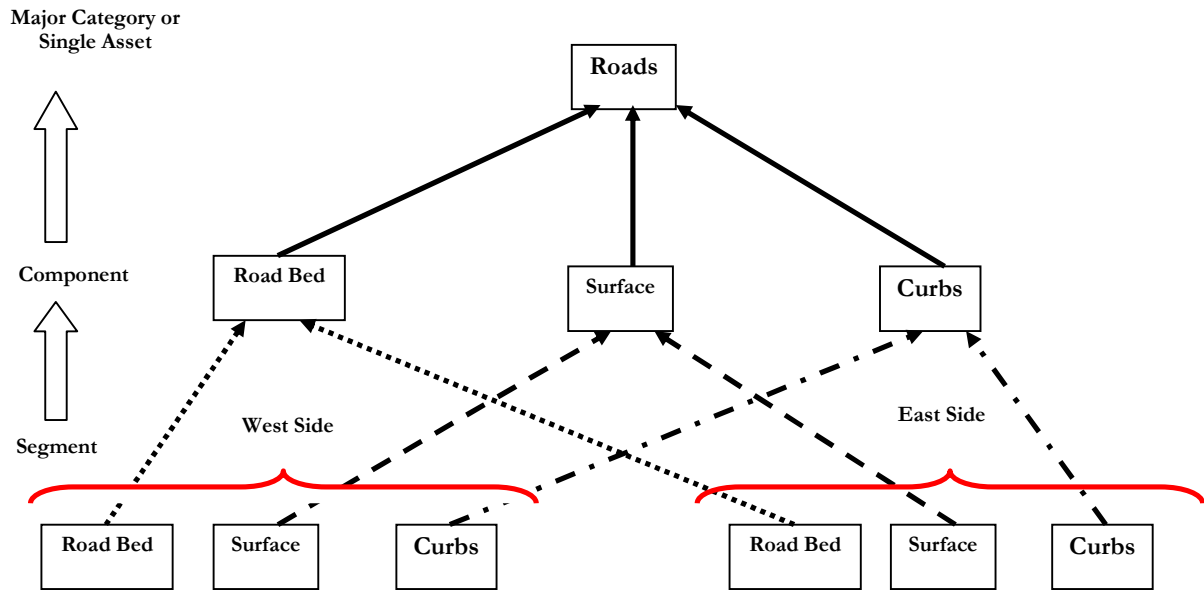 Major Category or
Single Asset
Roads
Component
Road Bed
Surface
Curbs
West Side
East Side
Segment
Road Bed
Surface
Curbs
Road Bed
Surface
Curbs